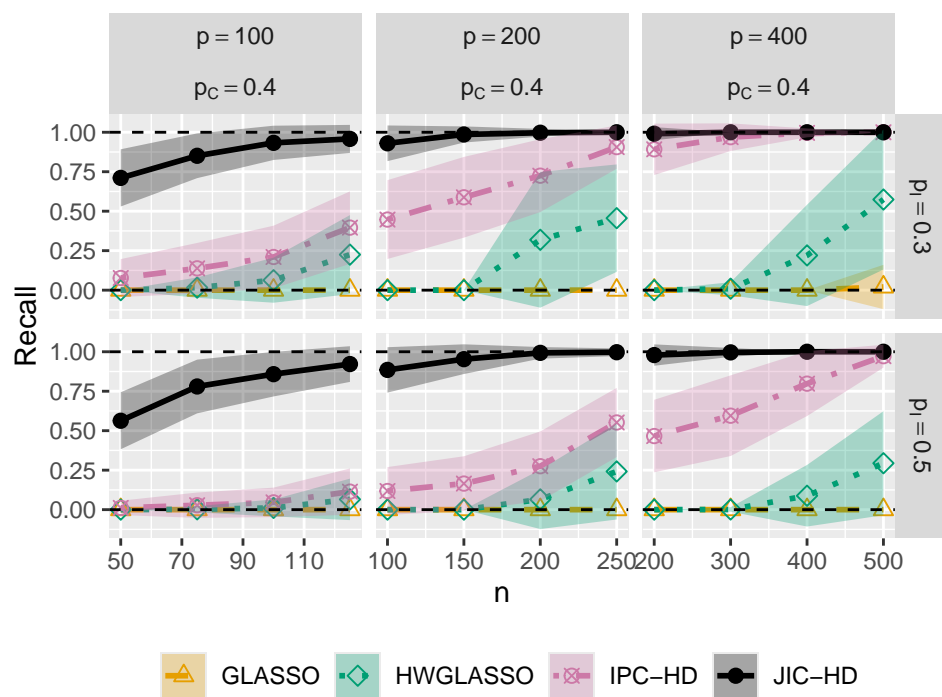 p = 100 p = 200 p = 400
p_C = 0.4 p_C = 0.4 p_C = 0.4
1.00
0.75
0.50
0.25
0.00
p_I = 0.3
Recall
1.00
0.75
0.50
0.25
0.00
p_I = 0.5
50 70 90 110 100 150 200 250 200 300 400 500
n
GLASSO HWGLASSO IPC−HD JIC−HD